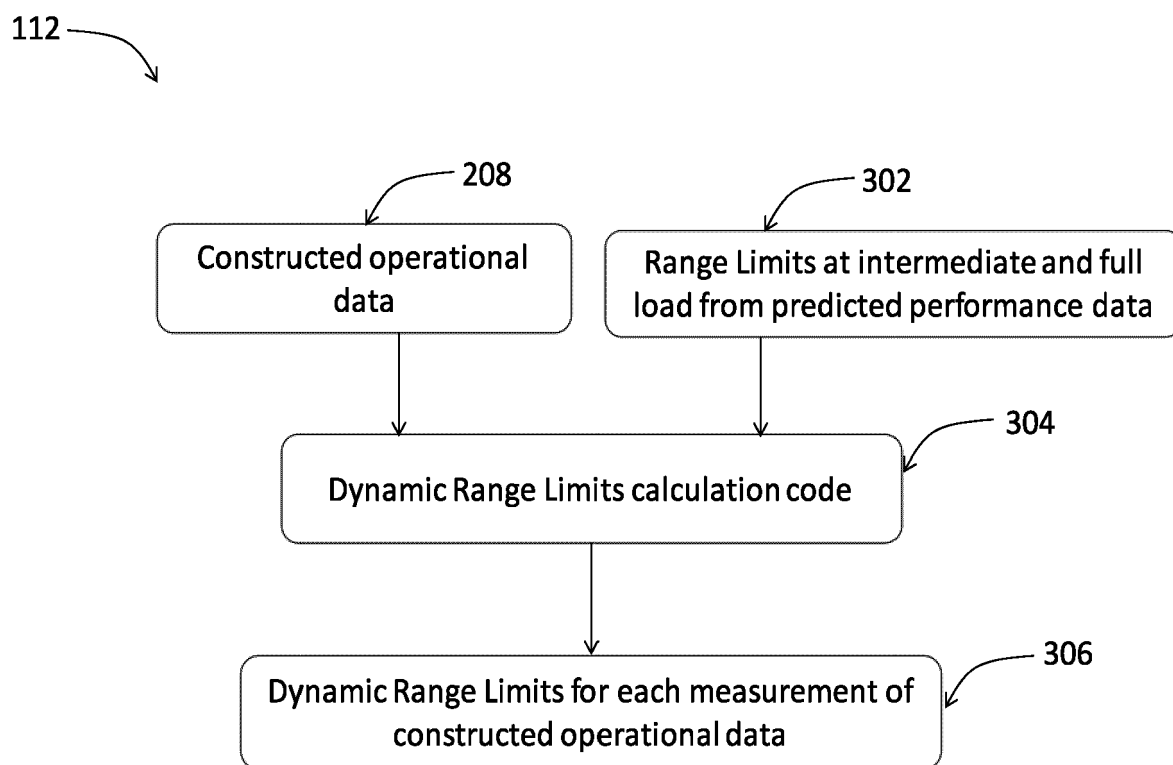 112
208
302
Constructed operational
data
Range Limits at intermediate and full
load from predicted performance data
304
Dynamic Range Limits calculation code
306
Dynamic Range Limits for each measurement of
constructed operational data